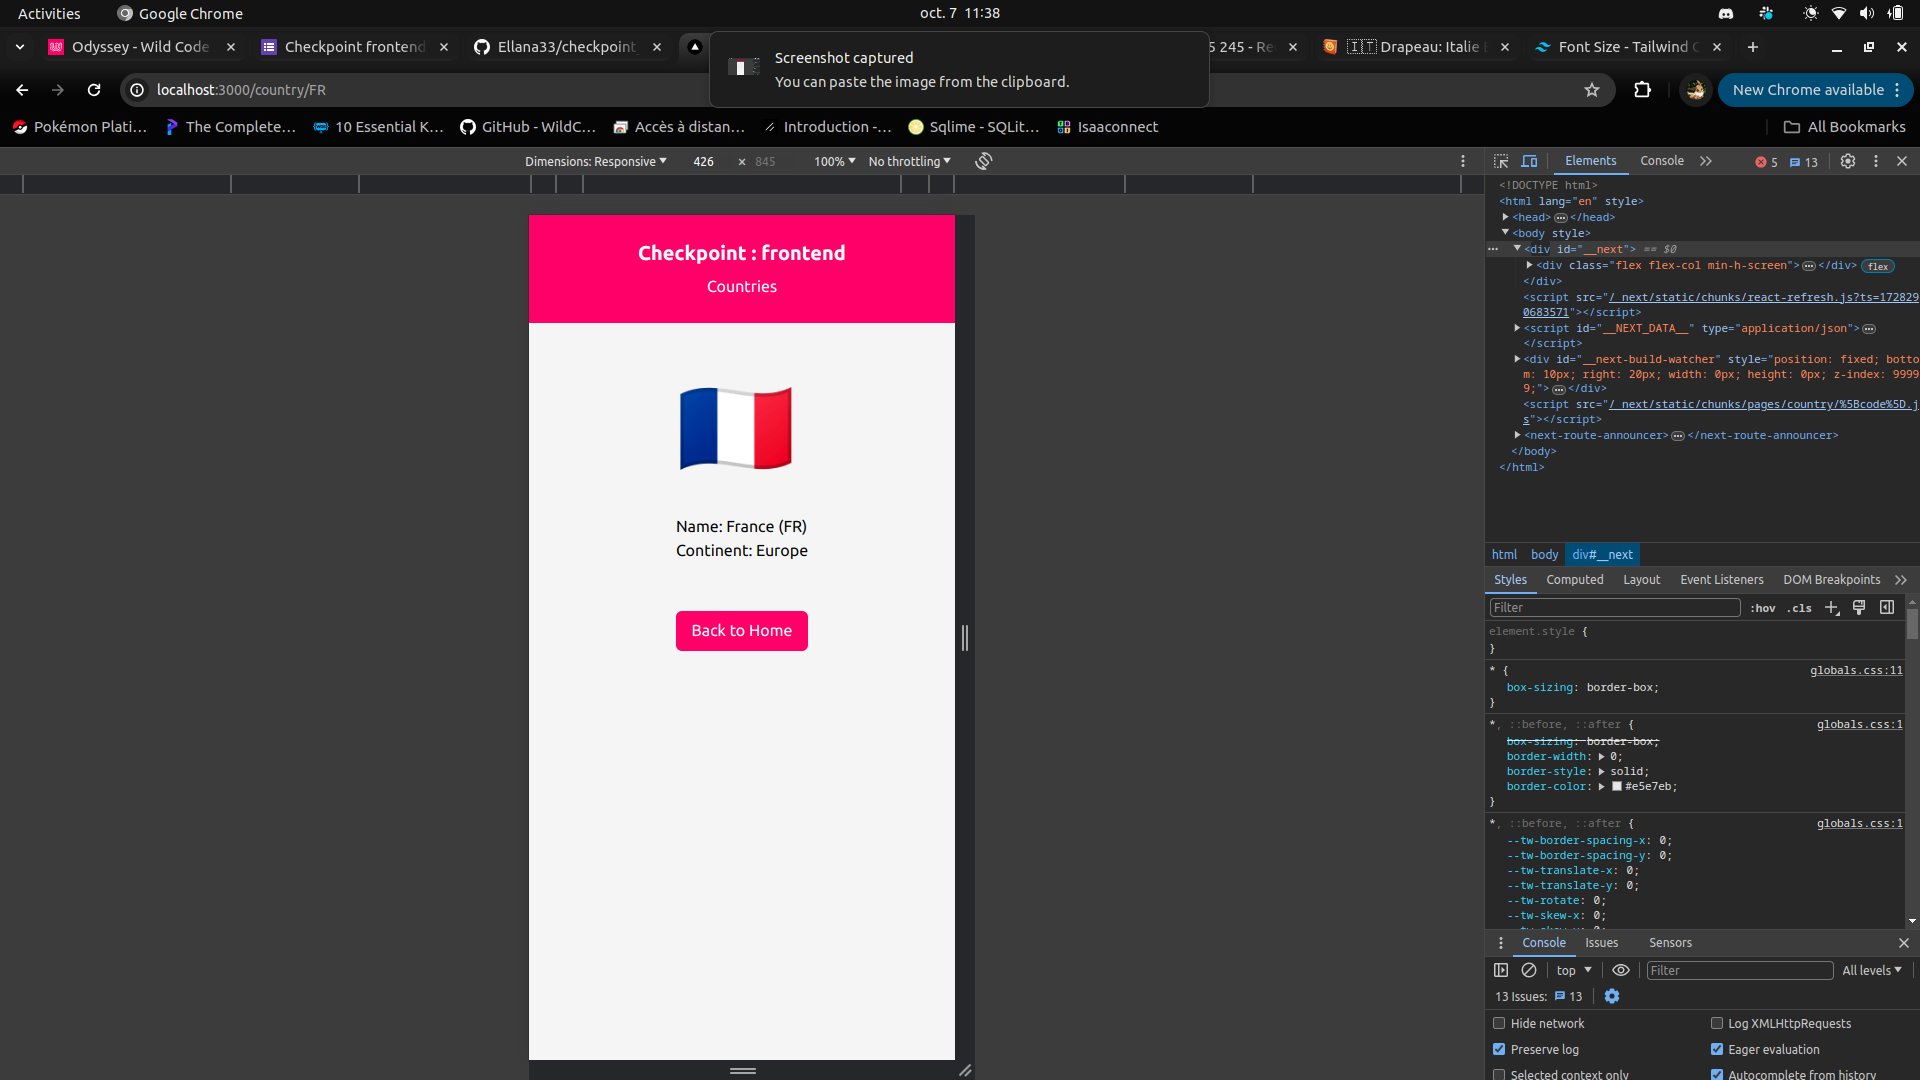 Activities
Google Chrome
oct. 7 11:38
Odyssey - Wild Code
Checkpoint frontend
Ellana33/checkpoint
5 245 - Re
🇮🇹 Drapeau: Italie E
Font Size - Tailwind C
Screenshot captured
You can paste the image from the clipboard.
localhost:3000/country/FR
New Chrome available
Pokémon Plati...
The Complete...
10 Essential K...
GitHub - WildC...
Accès à distan...
Introduction -...
Sqlime - SQLit...
Isaaconnect
All Bookmarks
Dimensions: Responsive
426 × 845
100%
No throttling
Elements
Console
5
13
Checkpoint : frontend
Countries
Name: France (FR)
Continent: Europe
Back to Home
<!DOCTYPE html>
<html lang="en" style>
<head> … </head>
<body style>
<div id="__next"> == $0
<div class="flex flex-col min-h-screen"> … </div> flex
</div>
<script src="/_next/static/chunks/react-refresh.js?ts=172829
0683571"></script>
<script id="__NEXT_DATA__" type="application/json"> …
</script>
<div id="__next-build-watcher" style="position: fixed; botto
m: 10px; right: 20px; width: 0px; height: 0px; z-index: 9999
9;"> … </div>
<script src="/_next/static/chunks/pages/country/%5Bcode%5D.j
s"></script>
<next-route-announcer> … </next-route-announcer>
</body>
</html>
html body div#__next
Styles
Computed
Layout
Event Listeners
DOM Breakpoints
Filter
:hov
.cls
element.style {
}
* {
globals.css:11
box-sizing: border-box;
}
*, ::before, ::after {
globals.css:1
box-sizing: border-box;
border-width: 0;
border-style: solid;
border-color: #e5e7eb;
}
*, ::before, ::after {
globals.css:1
--tw-border-spacing-x: 0;
--tw-border-spacing-y: 0;
--tw-translate-x: 0;
--tw-translate-y: 0;
--tw-rotate: 0;
--tw-skew-x: 0;
Console
Issues
Sensors
top
Filter
All levels
13 Issues: 13
Hide network
Log XMLHttpRequests
Preserve log
Eager evaluation
Selected context only
Autocomplete from history